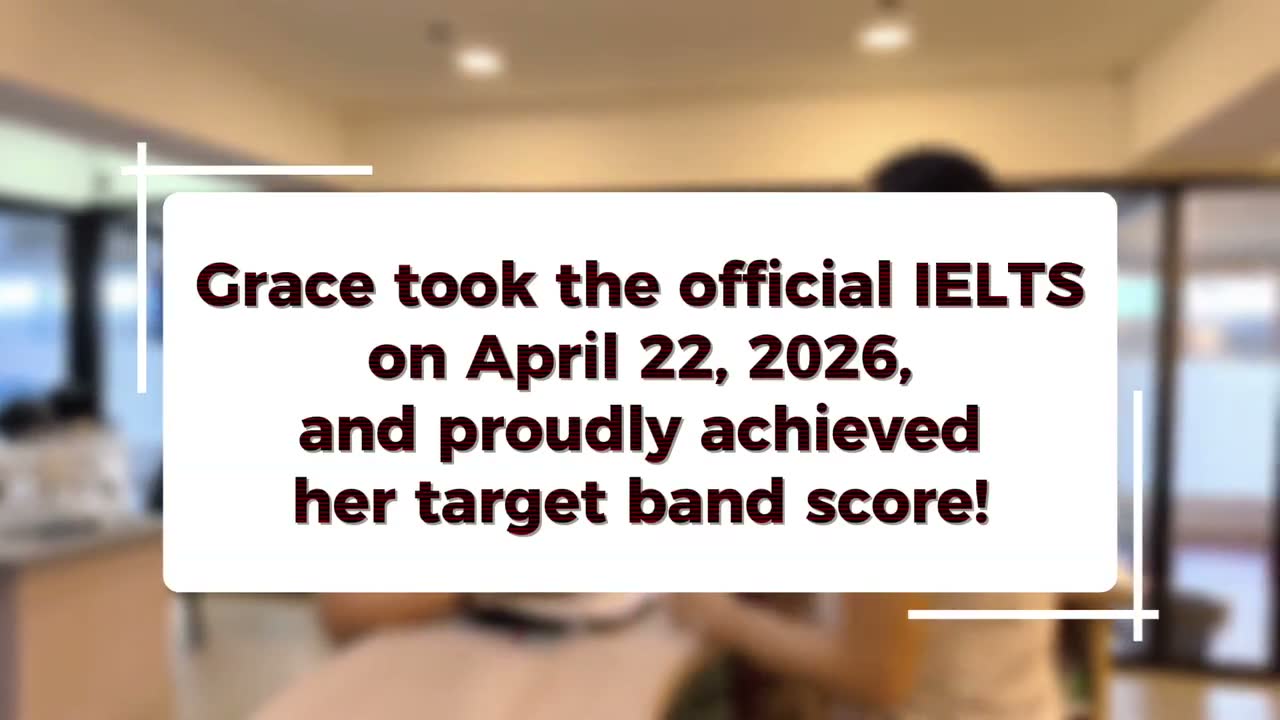 Grace took the official IELTS
on April 22, 2026,
and proudly achieved
her target band score!